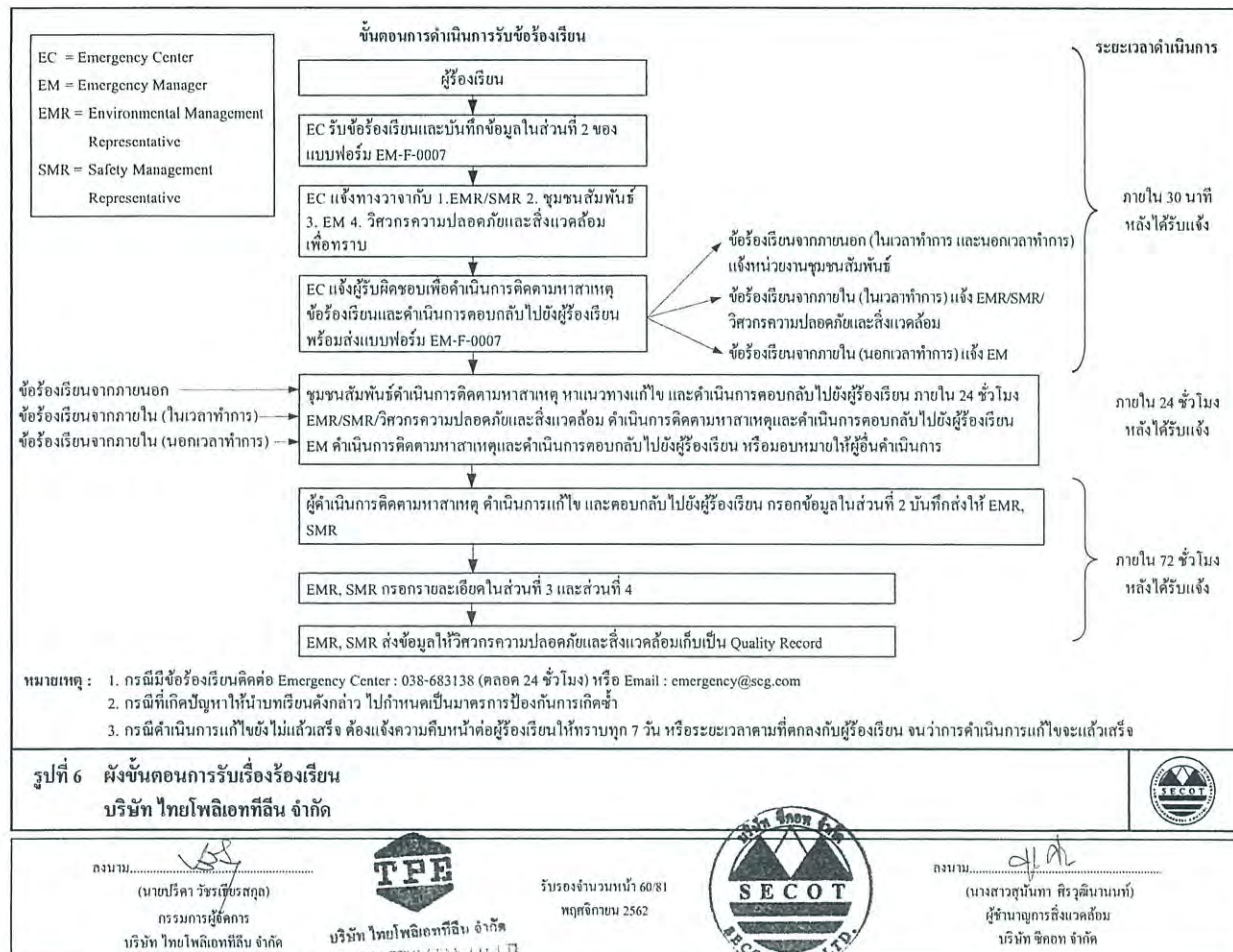 EC = Emergency Center
EM = Emergency Manager
EMR = Environmental Management
Representative
SMR = Safety Management
Representative
ขั้นตอนการดำเนินการรับข้อร้องเรียน
ระยะเวลาดำเนินการ
ผู้ร้องเรียน
EC รับข้อร้องเรียนและบันทึกข้อมูลในส่วนที่ 2 ของ
แบบฟอร์ม EM-F-0007
EC แจ้งทางวาจากับ 1.EMR/SMR 2. ชุมชนสัมพันธ์
3. EM 4. วิศวกรความปลอดภัยและสิ่งแวดล้อม
เพื่อทราบ
EC แจ้งผู้รับผิดชอบเพื่อดำเนินการติดตามหาสาเหตุ
ข้อร้องเรียนและดำเนินการตอบกลับไปยังผู้ร้องเรียน
พร้อมส่งแบบฟอร์ม EM-F-0007
ข้อร้องเรียนจากภายนอก (ในเวลาทำการ และนอกเวลาทำการ)
แจ้งหน่วยงานชุมชนสัมพันธ์
ข้อร้องเรียนจากภายใน (ในเวลาทำการ) แจ้ง EMR/SMR/
วิศวกรความปลอดภัยและสิ่งแวดล้อม
ข้อร้องเรียนจากภายใน (นอกเวลาทำการ) แจ้ง EM
ภายใน 30 นาที
หลังได้รับแจ้ง
ข้อร้องเรียนจากภายนอก
ข้อร้องเรียนจากภายใน (ในเวลาทำการ)
ข้อร้องเรียนจากภายใน (นอกเวลาทำการ)
ชุมชนสัมพันธ์ดำเนินการติดตามหาสาเหตุ หาแนวทางแก้ไข และดำเนินการตอบกลับไปยังผู้ร้องเรียน ภายใน 24 ชั่วโมง
EMR/SMR/วิศวกรความปลอดภัยและสิ่งแวดล้อม ดำเนินการติดตามหาสาเหตุและดำเนินการตอบกลับไปยังผู้ร้องเรียน
EM ดำเนินการติดตามหาสาเหตุและดำเนินการตอบกลับไปยังผู้ร้องเรียน หรือมอบหมายให้ผู้อื่นดำเนินการ
ภายใน 24 ชั่วโมง
หลังได้รับแจ้ง
ผู้ดำเนินการติดตามหาสาเหตุ ดำเนินการแก้ไข และตอบกลับไปยังผู้ร้องเรียน กรอกข้อมูลในส่วนที่ 2 บันทึกส่งให้ EMR,
SMR
EMR, SMR กรอกรายละเอียดในส่วนที่ 3 และส่วนที่ 4
EMR, SMR ส่งข้อมูลให้วิศวกรความปลอดภัยและสิ่งแวดล้อมเก็บเป็น Quality Record
ภายใน 72 ชั่วโมง
หลังได้รับแจ้ง
หมายเหตุ : 1. กรณีมีข้อร้องเรียนติดต่อ Emergency Center : 038-683138 (ตลอด 24 ชั่วโมง) หรือ Email : emergency@scg.com
2. กรณีที่เกิดปัญหาให้นำบทเรียนดังกล่าว ไปกำหนดเป็นมาตรการป้องกันการเกิดซ้ำ
3. กรณีดำเนินการแก้ไขยังไม่แล้วเสร็จ ต้องแจ้งความคืบหน้าต่อผู้ร้องเรียนให้ทราบทุก 7 วัน หรือระยะเวลาตามที่ตกลงกับผู้ร้องเรียน จนว่าการดำเนินการแก้ไขจะแล้วเสร็จ
รูปที่ 6 ผังขั้นตอนการรับเรื่องร้องเรียน
บริษัท ไทยโพลิเอททีลีน จำกัด
SECOT
ลงนาม
(นายปรีดา วัชรเธียรสกุล)
กรรมการผู้จัดการ
บริษัท ไทยโพลิเอททีลีน จำกัด
TPE
บริษัท ไทยโพลิเอททีลีน จำกัด
รับรองจำนวนหน้า 60/81
พฤศจิกายน 2562
บริษัท ซีคอท จำกัด
SECOT
ลงนาม
(นางสาวสุนันทา ศิรวุฒินานนท์)
ผู้ชำนาญการสิ่งแวดล้อม
บริษัท ซีคอท จำกัด